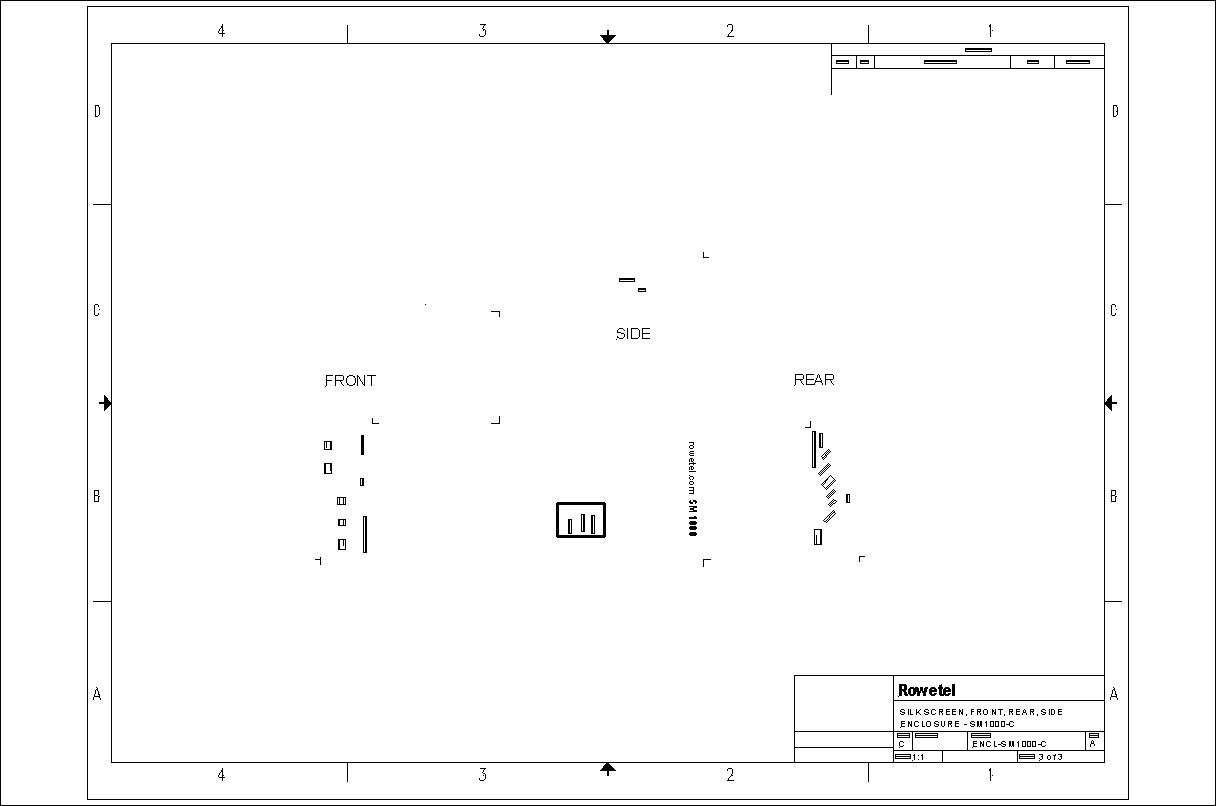 4 3 2 1
D D
SIDE
C C
FRONT REAR
rowetel.com SM1000
B B
A A
Rowetel
SILKSCREEN, FRONT, REAR, SIDE
ENCLOSURE - SM1000-C
C ENCL-SM1000-C A
1:1 3 of 3
4 3 2 1